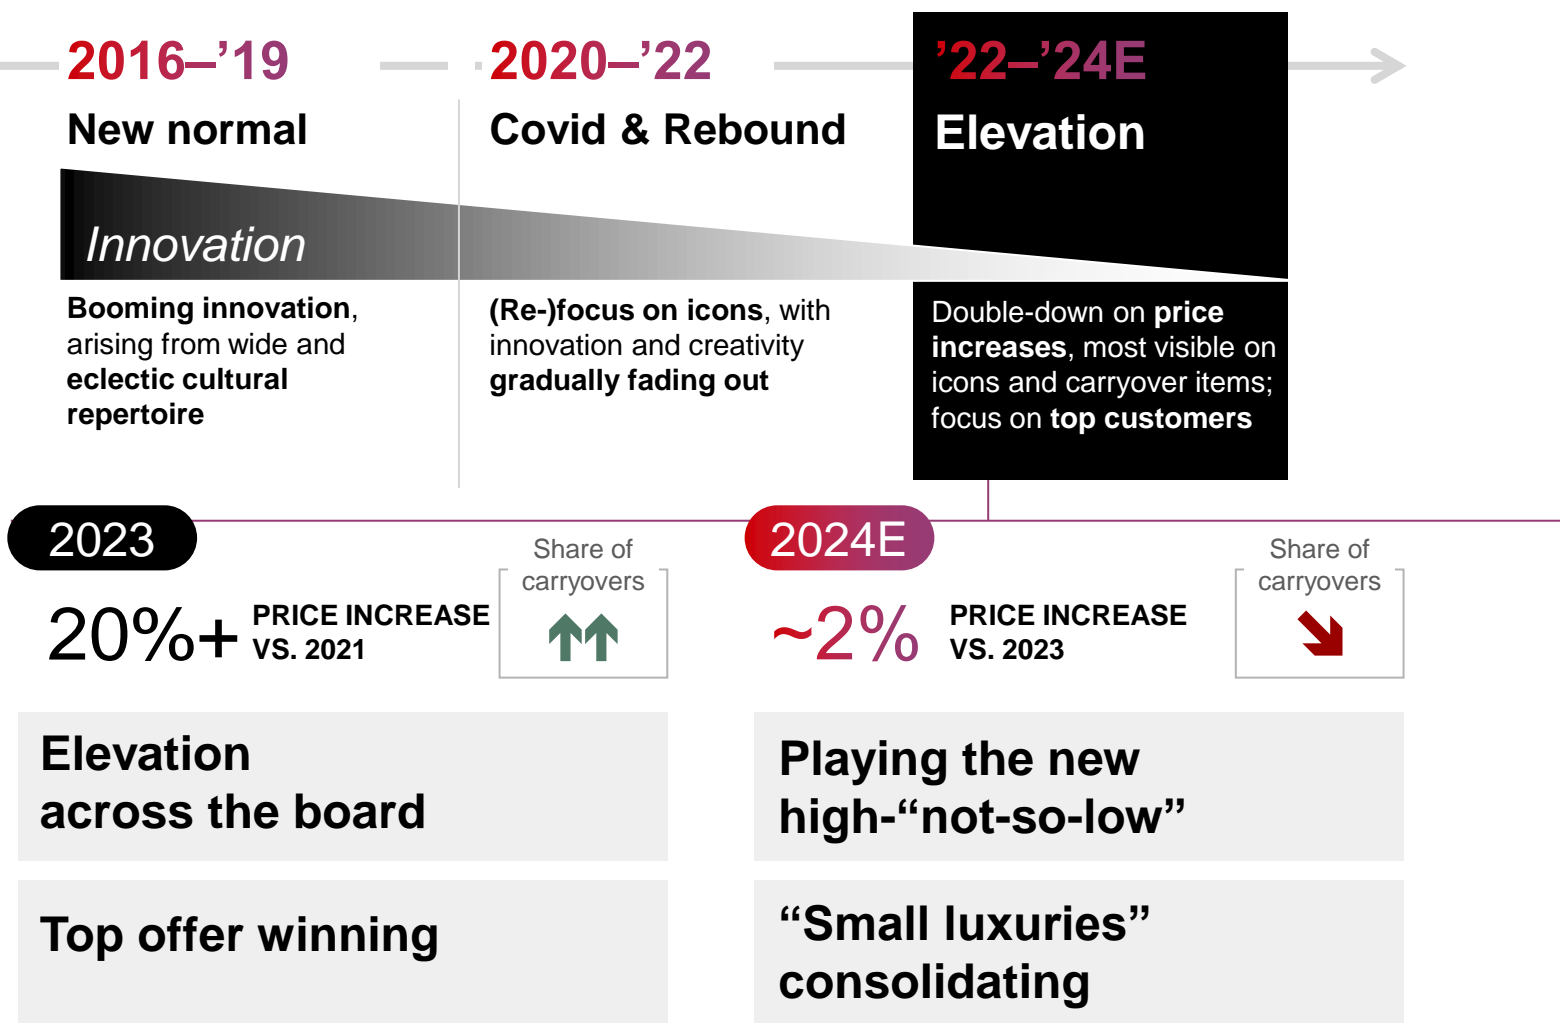 2016–’19
New normal
2020–’22
Covid & Rebound
’22–’24E
Elevation
Innovation
Booming innovation,
arising from wide and
eclectic cultural
repertoire
(Re-)focus on icons, with
innovation and creativity
gradually fading out
Double-down on price
increases, most visible on
icons and carryover items;
focus on top customers
2023
20%+
PRICE INCREASE
VS. 2021
Share of
carryovers
Elevation
across the board
Top offer winning
2024E
~2%
PRICE INCREASE
VS. 2023
Share of
carryovers
Playing the new
high-“not-so-low”
“Small luxuries”
consolidating